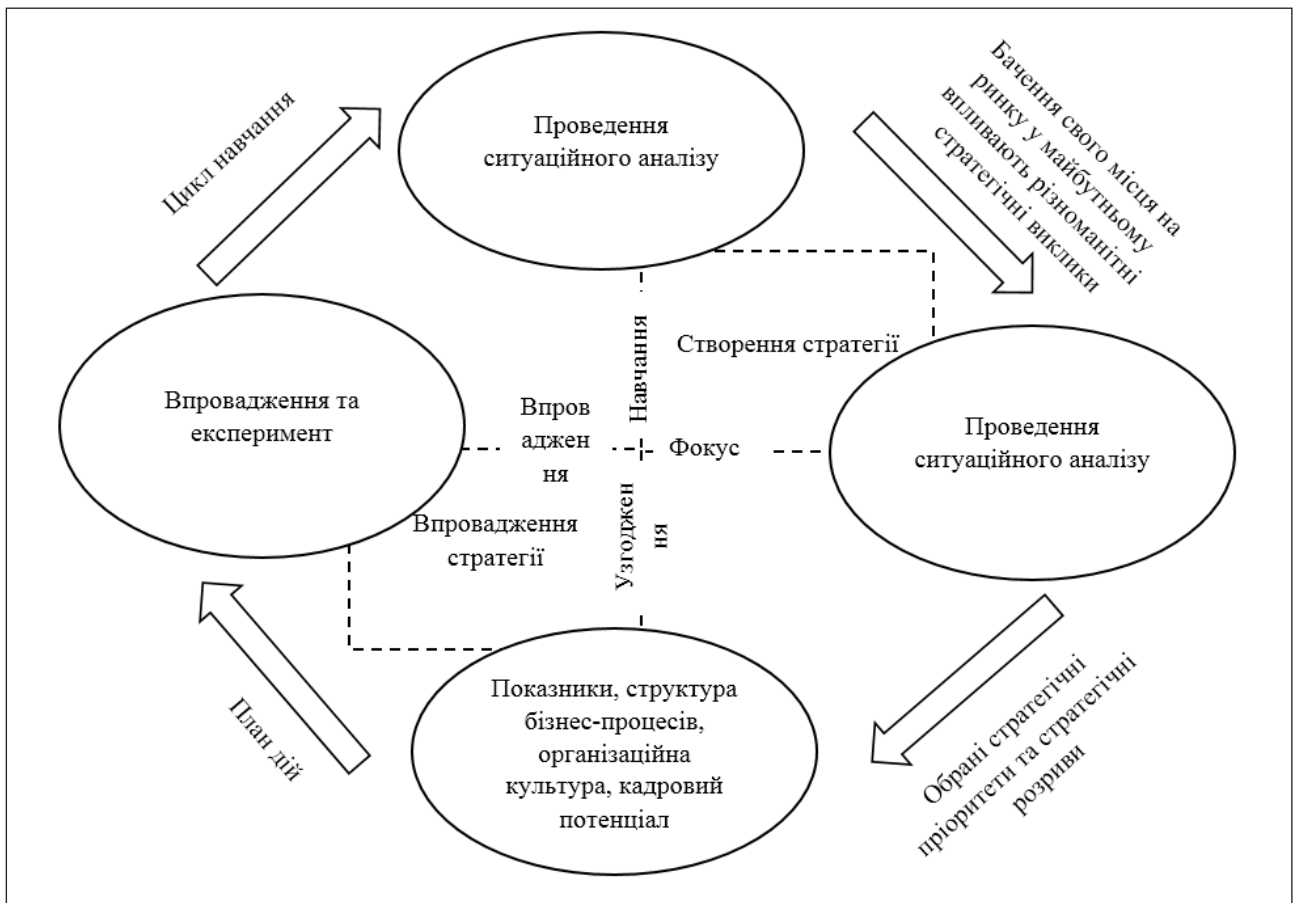 Проведення
ситуаційного аналізу
Цикл навчання
Бачення свого місця на
ринку у майбутньому
впливають різноманітні
стратегічні виклики
Навчання
Створення стратегії
Впровадження та
експеримент
Впров
аджен
ня
Фокус
Проведення
ситуаційного аналізу
Узгоджен
ня
Впровадження
стратегії
План дій
Показники, структура
бізнес-процесів,
організаційна
культура, кадровий
потенціал
Обрані стратегічні
пріоритети та стратегічні
розриви